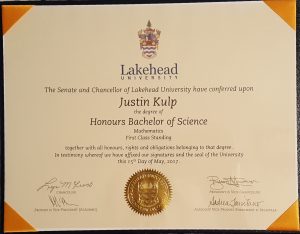 Lakehead
UNIVERSITY
The Senate and Chancellor of Lakehead University have conferred upon
Justin Kulp
the degree of
Honours Bachelor of Science
Mathematics
First Class Standing
together with all honours, rights and obligations belonging to that degree.
In testimony whereof we have affixed our signatures and the seal of the University
this 15th Day of May, 2017.
CHANCELLOR